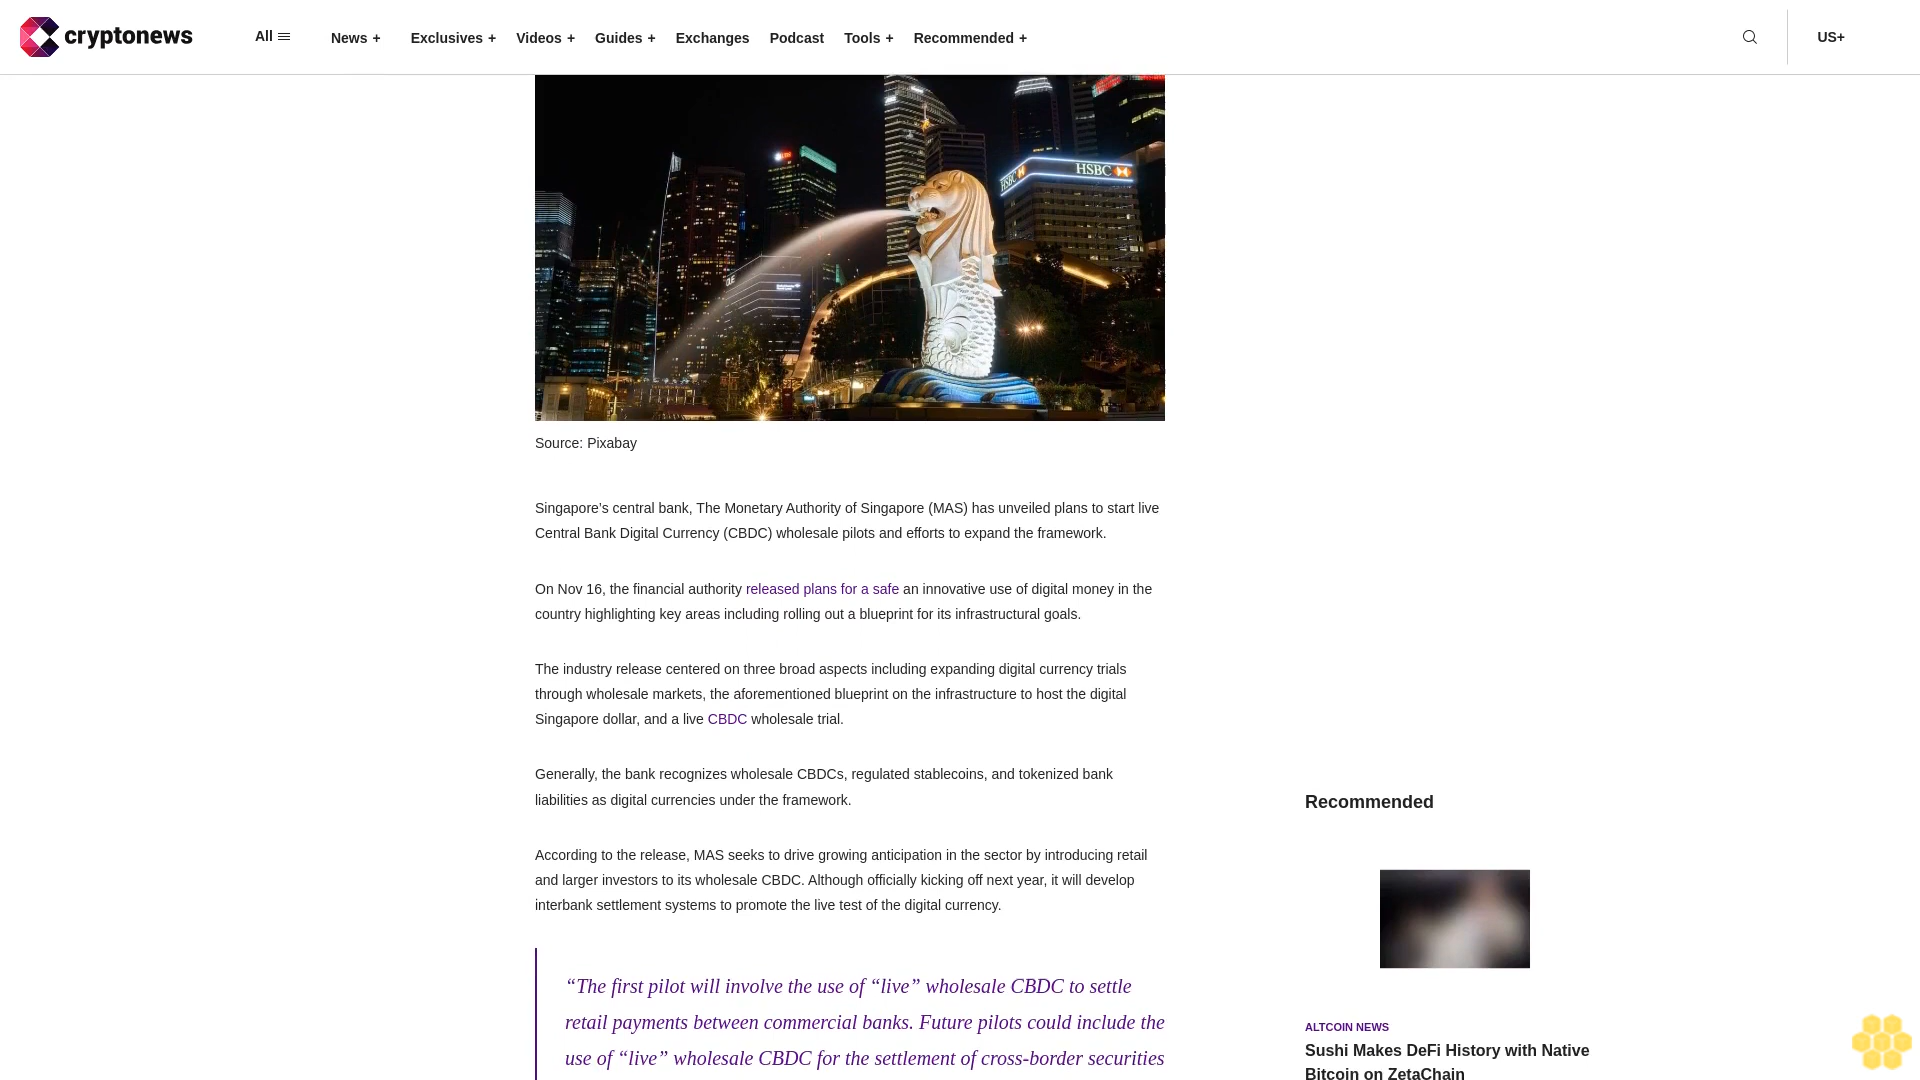 cryptonews
All
News +
Exclusives +
Videos +
Guides +
Exchanges
Podcast
Tools +
Recommended +
US+
HSBC
HSBC
Source: Pixabay
Singapore’s central bank, The Monetary Authority of Singapore (MAS) has unveiled plans to start live
Central Bank Digital Currency (CBDC) wholesale pilots and efforts to expand the framework.
On Nov 16, the financial authority released plans for a safe an innovative use of digital money in the
country highlighting key areas including rolling out a blueprint for its infrastructural goals.
The industry release centered on three broad aspects including expanding digital currency trials
through wholesale markets, the aforementioned blueprint on the infrastructure to host the digital
Singapore dollar, and a live CBDC wholesale trial.
Generally, the bank recognizes wholesale CBDCs, regulated stablecoins, and tokenized bank
liabilities as digital currencies under the framework.
According to the release, MAS seeks to drive growing anticipation in the sector by introducing retail
and larger investors to its wholesale CBDC. Although officially kicking off next year, it will develop
interbank settlement systems to promote the live test of the digital currency.
“The first pilot will involve the use of “live” wholesale CBDC to settle
retail payments between commercial banks. Future pilots could include the
use of “live” wholesale CBDC for the settlement of cross-border securities
Recommended
ALTCOIN NEWS
Sushi Makes DeFi History with Native
Bitcoin on ZetaChain